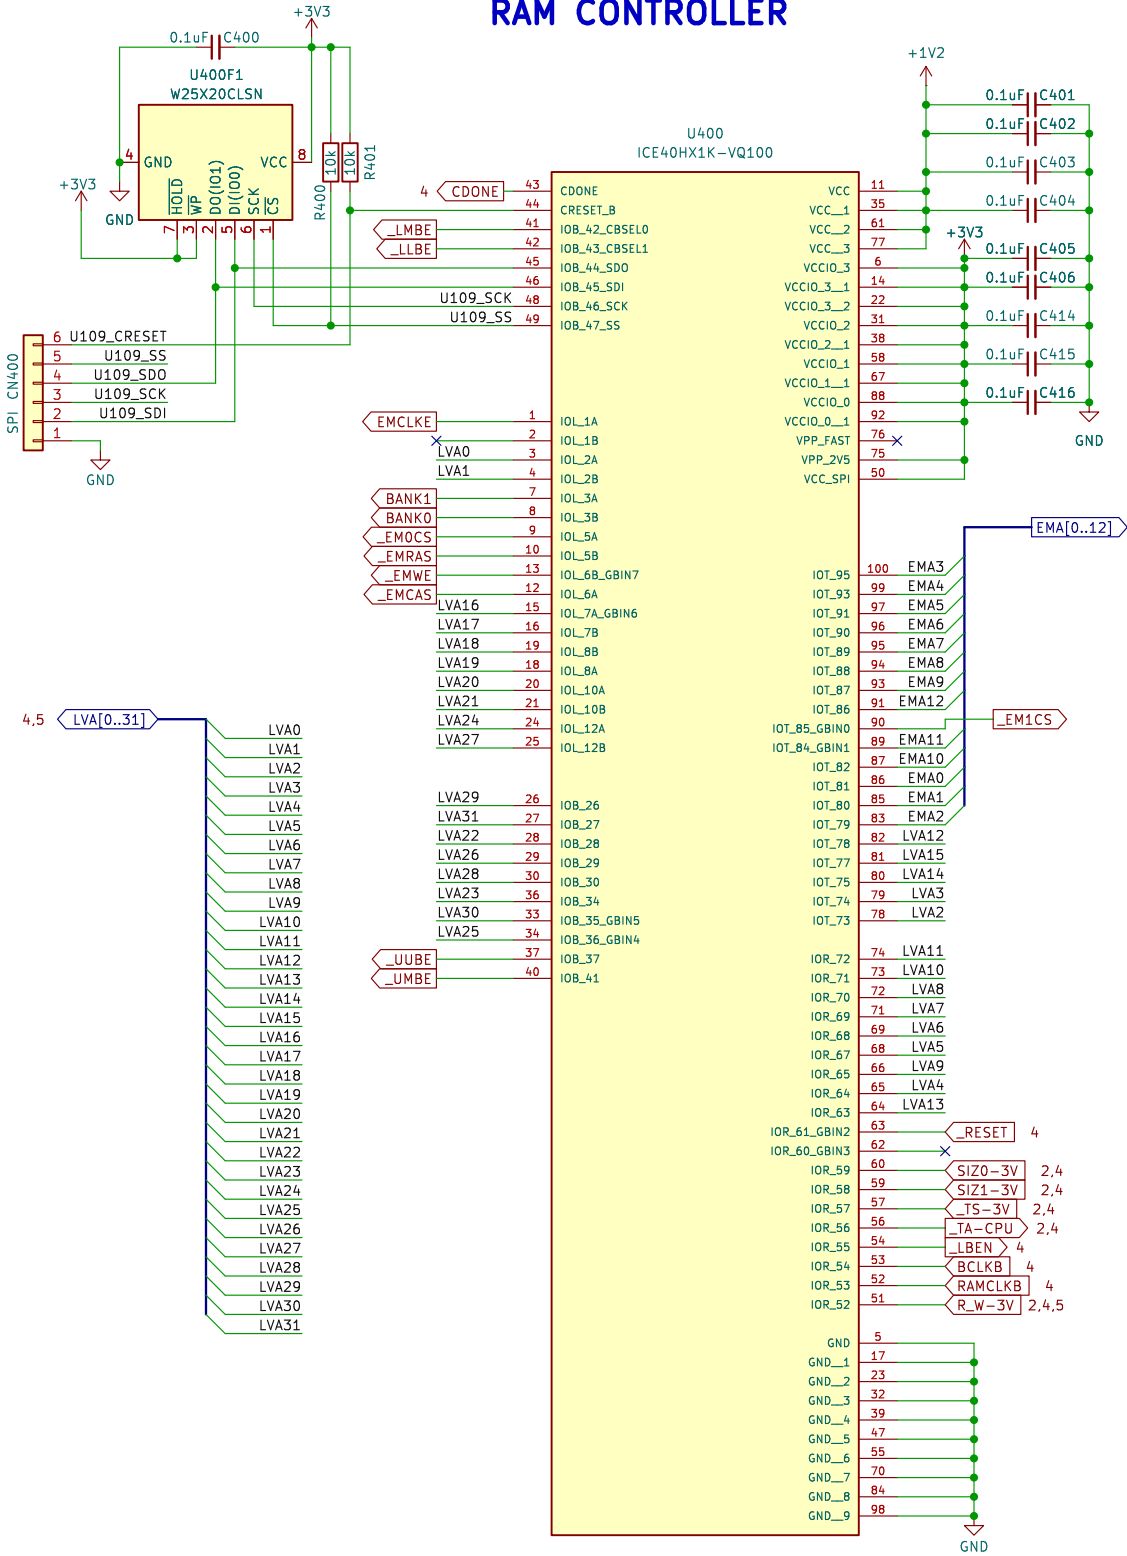 RAM CONTROLLER
+3V3
0.1uF C400
U400F1
W25X20CLSN
4 GND
VCC 8
HOLD
WP
DO(IO1)
DI(IO0)
SCK
CS
7 3 2 5 6 1
+3V3
GND
10k
10k
R400
R401
SPI CN400
6 U109_CRESET
5 U109_SS
4 U109_SDO
3 U109_SCK
2 U109_SDI
1
GND
U109_SCK
U109_SS
U400
ICE40HX1K-VQ100
4 CDONE 43 CDONE
44 CRESET_B
_LMBE 41 IOB_42_CBSEL0
_LLBE 42 IOB_43_CBSEL1
45 IOB_44_SDO
46 IOB_45_SDI
48 IOB_46_SCK
49 IOB_47_SS
EMCLKE 1 IOL_1A
2 IOL_1B
LVA0 3 IOL_2A
LVA1 4 IOL_2B
BANK1 7 IOL_3A
BANK0 8 IOL_3B
_EM0CS 9 IOL_5A
_EMRAS 10 IOL_5B
_EMWE 13 IOL_6B_GBIN7
_EMCAS 12 IOL_6A
LVA16 15 IOL_7A_GBIN6
LVA17 16 IOL_7B
LVA18 19 IOL_8B
LVA19 18 IOL_8A
LVA20 20 IOL_10A
LVA21 21 IOL_10B
LVA24 24 IOL_12A
LVA27 25 IOL_12B
LVA29 26 IOB_26
LVA31 27 IOB_27
LVA22 28 IOB_28
LVA26 29 IOB_29
LVA28 30 IOB_30
LVA23 36 IOB_34
LVA30 33 IOB_35_GBIN5
LVA25 34 IOB_36_GBIN4
_UUBE 37 IOB_37
_UMBE 40 IOB_41
4,5 LVA[0..31]
LVA0
LVA1
LVA2
LVA3
LVA4
LVA5
LVA6
LVA7
LVA8
LVA9
LVA10
LVA11
LVA12
LVA13
LVA14
LVA15
LVA16
LVA17
LVA18
LVA19
LVA20
LVA21
LVA22
LVA23
LVA24
LVA25
LVA26
LVA27
LVA28
LVA29
LVA30
LVA31
+1V2
0.1uF C401
0.1uF C402
0.1uF C403
0.1uF C404
+3V3
0.1uF C405
0.1uF C406
0.1uF C414
0.1uF C415
0.1uF C416
GND
VCC 11
VCC__1 35
VCC__2 61
VCC__3 77
VCCIO_3 6
VCCIO_3__1 14
VCCIO_3__2 22
VCCIO_2 31
VCCIO_2__1 38
VCCIO_1 58
VCCIO_1__1 67
VCCIO_0 88
VCCIO_0__1 92
VPP_FAST 76
VPP_2V5 75
VCC_SPI 50
EMA[0..12]
IOT_95 100 EMA3
IOT_93 99 EMA4
IOT_91 97 EMA5
IOT_90 96 EMA6
IOT_89 95 EMA7
IOT_88 94 EMA8
IOT_87 93 EMA9
IOT_86 91 EMA12
IOT_85_GBIN0 90 _EM1CS
IOT_84_GBIN1 89 EMA11
IOT_82 87 EMA10
IOT_81 86 EMA0
IOT_80 85 EMA1
IOT_79 83 EMA2
IOT_78 82 LVA12
IOT_77 81 LVA15
IOT_75 80 LVA14
IOT_74 79 LVA3
IOT_73 78 LVA2
IOR_72 74 LVA11
IOR_71 73 LVA10
IOR_70 72 LVA8
IOR_69 71 LVA7
IOR_68 69 LVA6
IOR_67 68 LVA5
IOR_65 66 LVA9
IOR_64 65 LVA4
IOR_63 64 LVA13
IOR_61_GBIN2 63 _RESET 4
IOR_60_GBIN3 62
IOR_59 60 SIZ0-3V 2,4
IOR_58 59 SIZ1-3V 2,4
IOR_57 57 _TS-3V 2,4
IOR_56 56 _TA-CPU 2,4
IOR_55 54 _LBEN 4
IOR_54 53 BCLKB 4
IOR_53 52 RAMCLKB 4
IOR_52 51 R_W-3V 2,4,5
GND 5
GND__1 17
GND__2 23
GND__3 32
GND__4 39
GND__5 47
GND__6 55
GND__7 70
GND__8 84
GND__9 98
GND